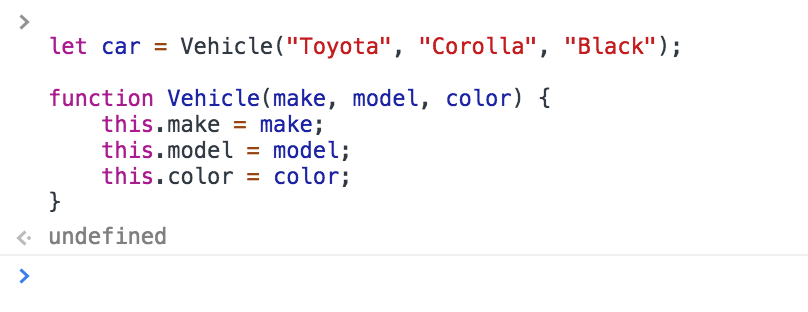 let car = Vehicle("Toyota", "Corolla", "Black");
function Vehicle(make, model, color) {
    this.make = make;
    this.model = model;
    this.color = color;
}
undefined